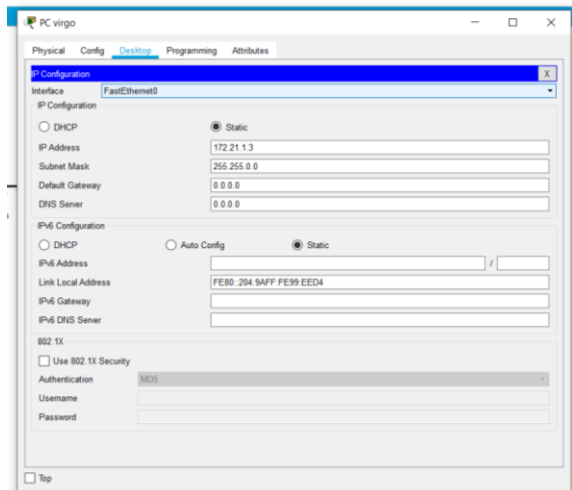 PC virgo
Physical Config Desktop Programming Attributes
IP Configuration X
Interface FastEthernet0
IP Configuration
DHCP Static
IP Address 172.21.1.3
Subnet Mask 255.255.0.0
Default Gateway 0.0.0.0
DNS Server 0.0.0.0
IPv6 Configuration
DHCP Auto Config Static
IPv6 Address /
Link Local Address FE80::204:9AFF:FE99:EED4
IPv6 Gateway
IPv6 DNS Server
802.1X
Use 802.1X Security
Authentication MD5
Username
Password
Top